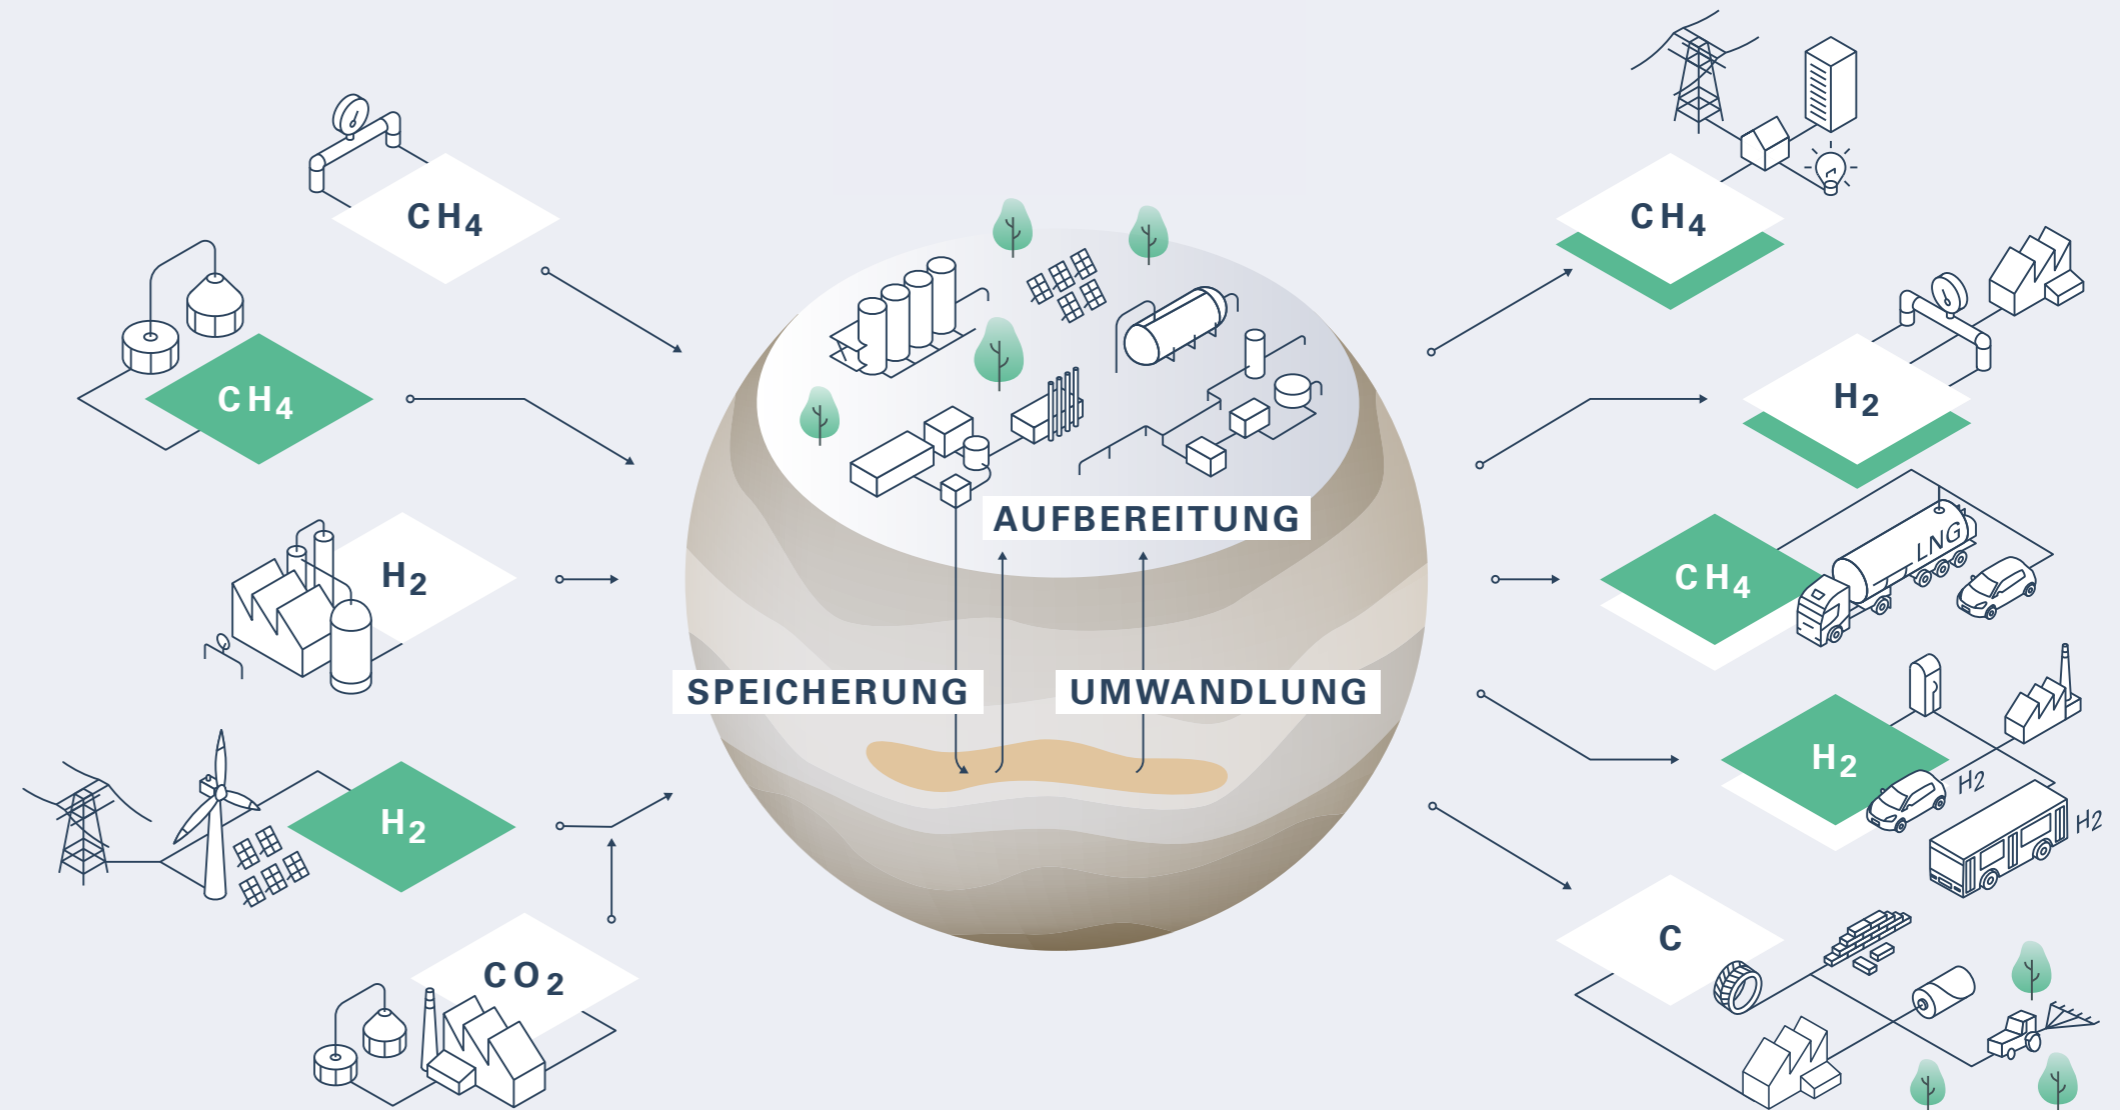 CH4
CH4
H2
H2
CO2
AUFBEREITUNG
SPEICHERUNG
UMWANDLUNG
CH4
H2
CH4
LNG
H2
H2
H2
C